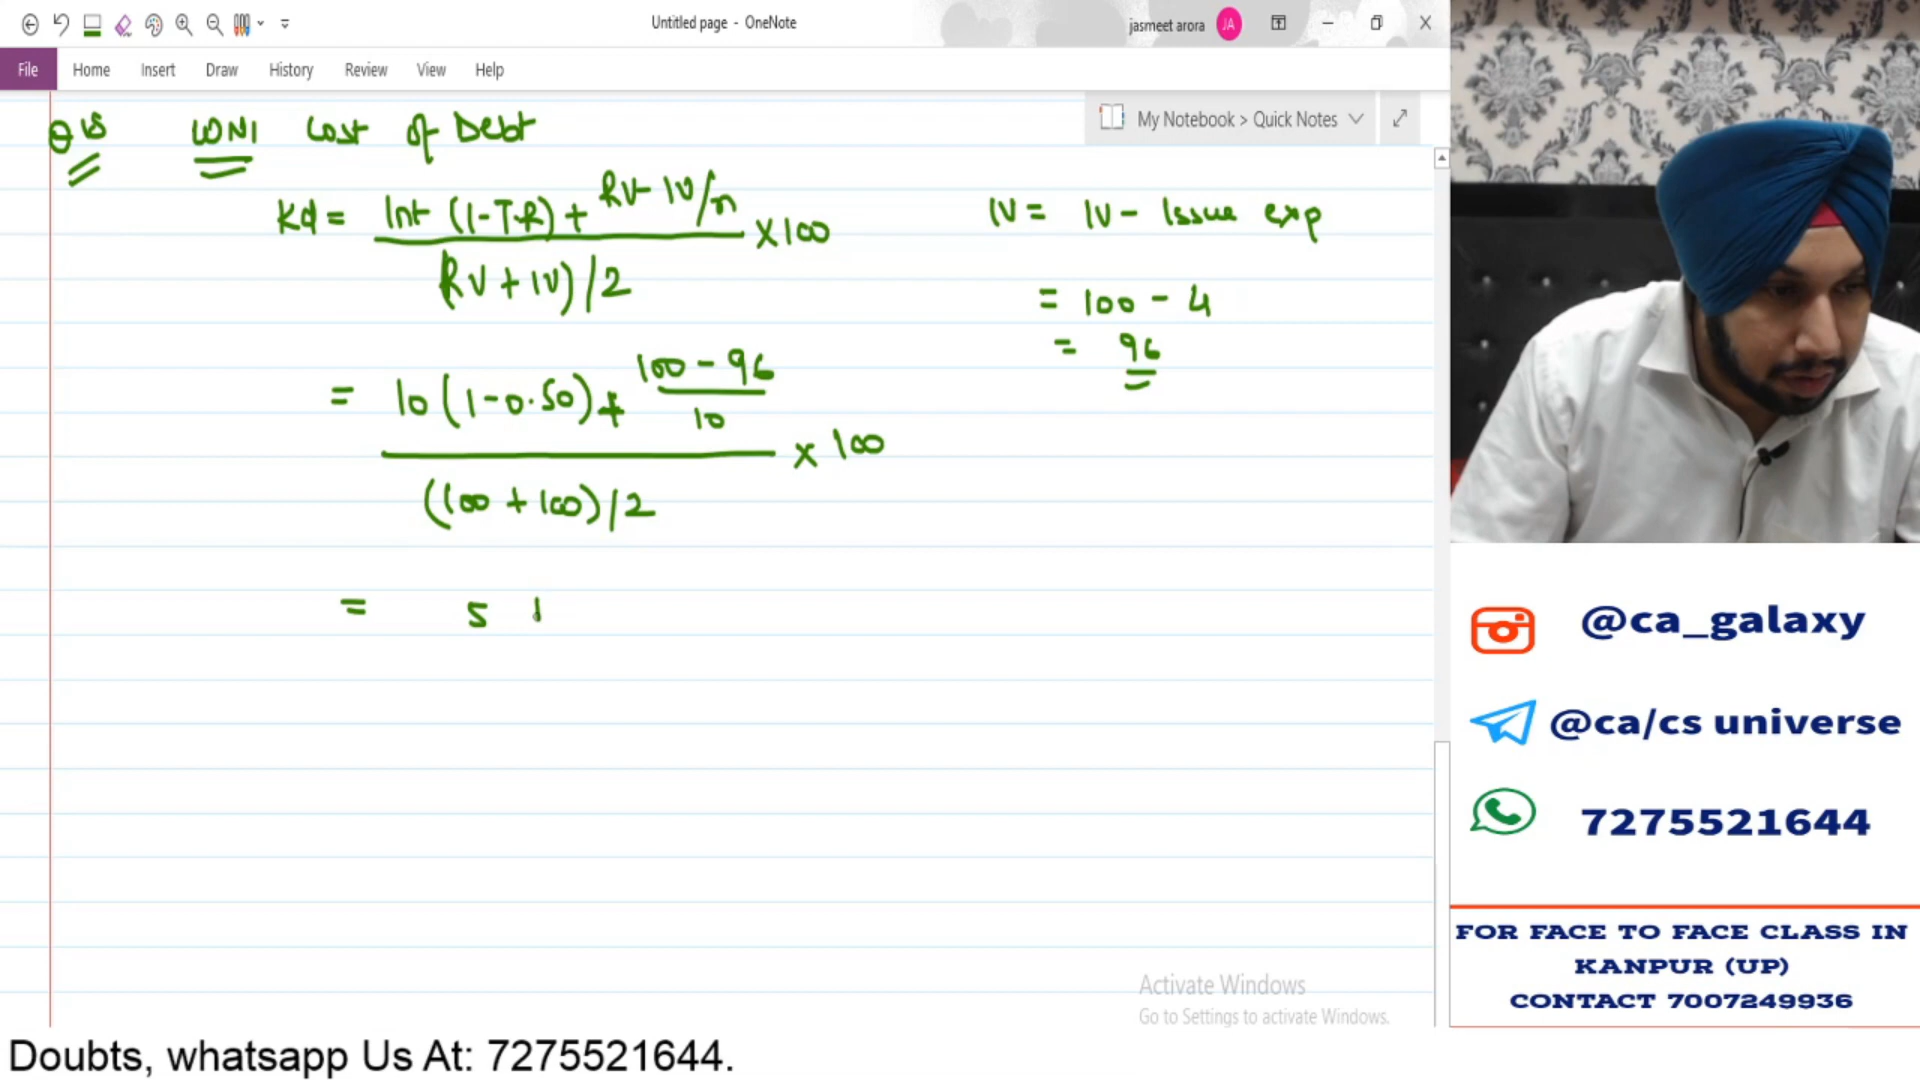 Untitled page - OneNote
jasmeet arora JA
File Home Insert Draw History Review View Help
My Notebook > Quick Notes
WN1 Cost of Debt
Kd = Int (1-T.R) + RV-IV/n
(RV + IV)/2
×100
IV = IV - Issue exp
= 100 - 4
= 96
= 10(1-0.50) + 100-96
10
× 100
(100 + 100)/2
= 5
@ca_galaxy
@ca/cs universe
7275521644
FOR FACE TO FACE CLASS IN
KANPUR (UP)
CONTACT 7007249936
Activate Windows
Go to Settings to activate Windows.
Doubts, whatsapp Us At: 7275521644.